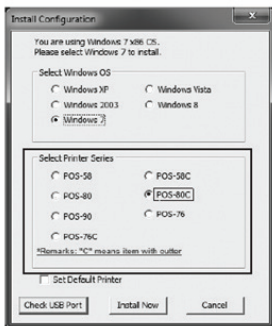 Install Configuration
x
You are using Windows 7 x86 OS.
Please select Windows 7 to install.
Select Windows OS
Windows XP Windows Vista
Windows 2003 Windows 8
Windows 7
Select Printer Series
POS-58 POS-58C
POS-80 POS-80C
POS-90 POS-76
POS-76C
*Remarks: "C" means item with cutter
Set Default Printer
Check USB Port Install Now Cancel